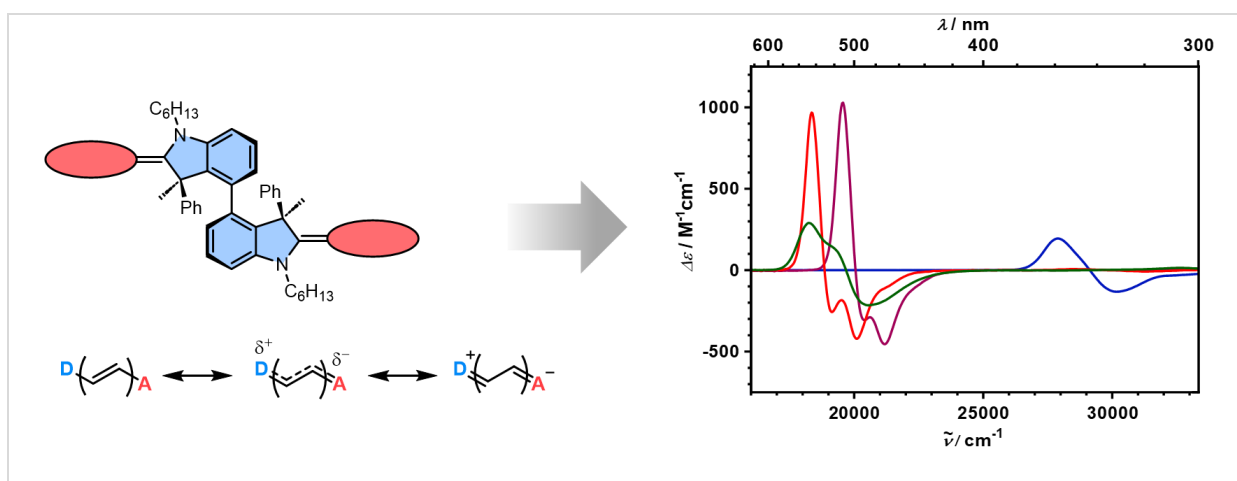 C₆H₁₃
N
Ph
Ph
N
C₆H₁₃
D
A
δ⁺
D
δ⁻
A
D⁺
A⁻
λ / nm
600
500
400
300
Δε / M⁻¹cm⁻¹
1000
500
0
-500
20000
25000
30000
ṽ / cm⁻¹